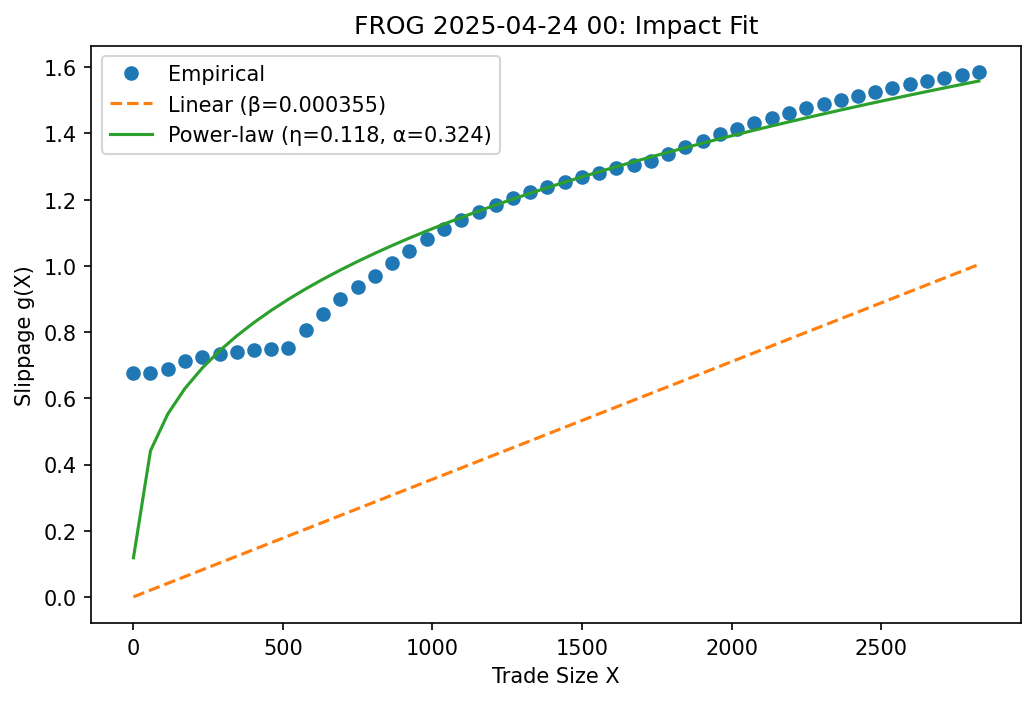 FROG 2025-04-24 00: Impact Fit
Empirical
Linear (β=0.000355)
Power-law (η=0.118, α=0.324)
Slippage g(X)
1.6
1.4
1.2
1.0
0.8
0.6
0.4
0.2
0.0
0 500 1000 1500 2000 2500
Trade Size X